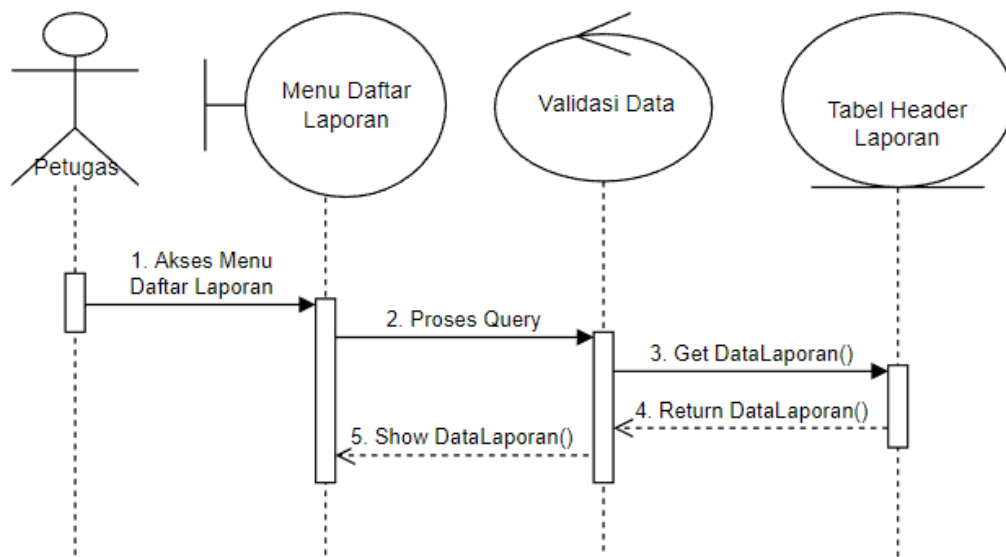 Petugas
Menu Daftar
Laporan
Validasi Data
Tabel Header
Laporan
1. Akses Menu
Daftar Laporan
2. Proses Query
3. Get DataLaporan()
4. Return DataLaporan()
5. Show DataLaporan()